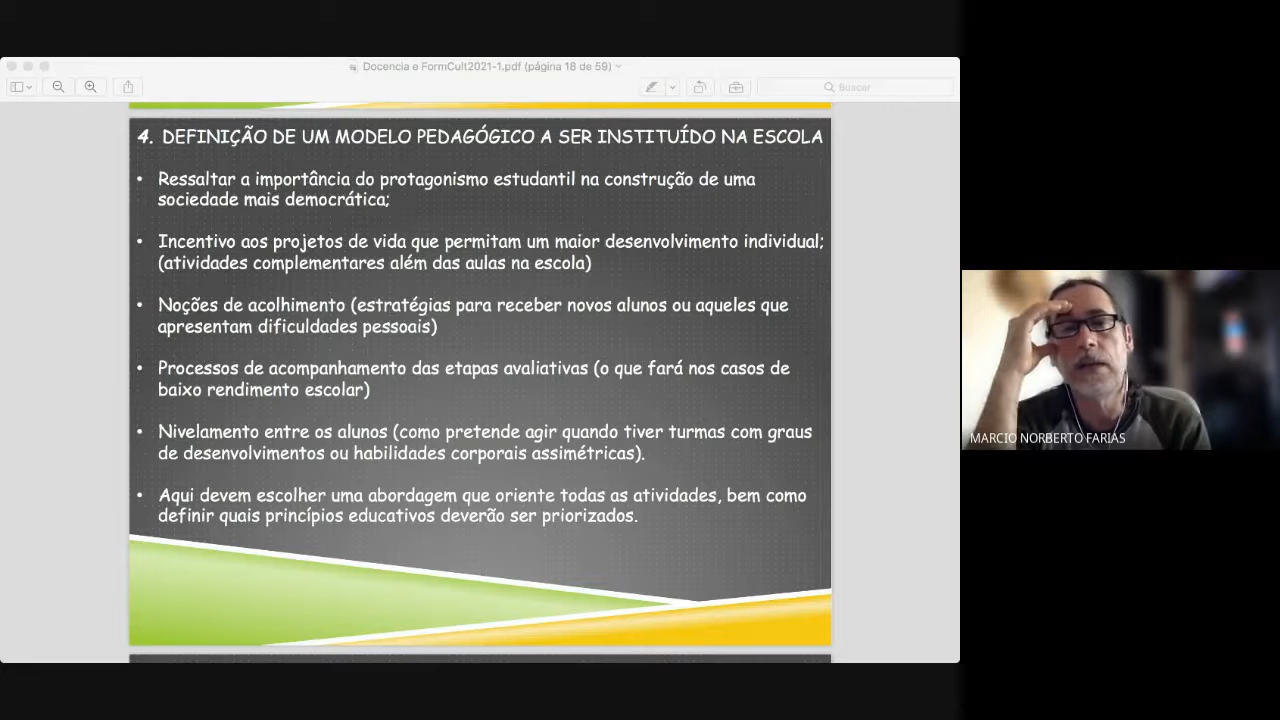 Docencia e FormCult2021-1.pdf (página 18 de 59)
Buscar
4. DEFINIÇÃO DE UM MODELO PEDAGÓGICO A SER INSTITUÍDO NA ESCOLA
• Ressaltar a importância do protagonismo estudantil na construção de uma
sociedade mais democrática;
• Incentivo aos projetos de vida que permitam um maior desenvolvimento individual;
(atividades complementares além das aulas na escola)
• Noções de acolhimento (estratégias para receber novos alunos ou aqueles que
apresentam dificuldades pessoais)
• Processos de acompanhamento das etapas avaliativas (o que fará nos casos de
baixo rendimento escolar)
• Nivelamento entre os alunos (como pretende agir quando tiver turmas com graus
de desenvolvimentos ou habilidades corporais assimétricas).
• Aqui devem escolher uma abordagem que oriente todas as atividades, bem como
definir quais princípios educativos deverão ser priorizados.
MARCIO NORBERTO FARIAS